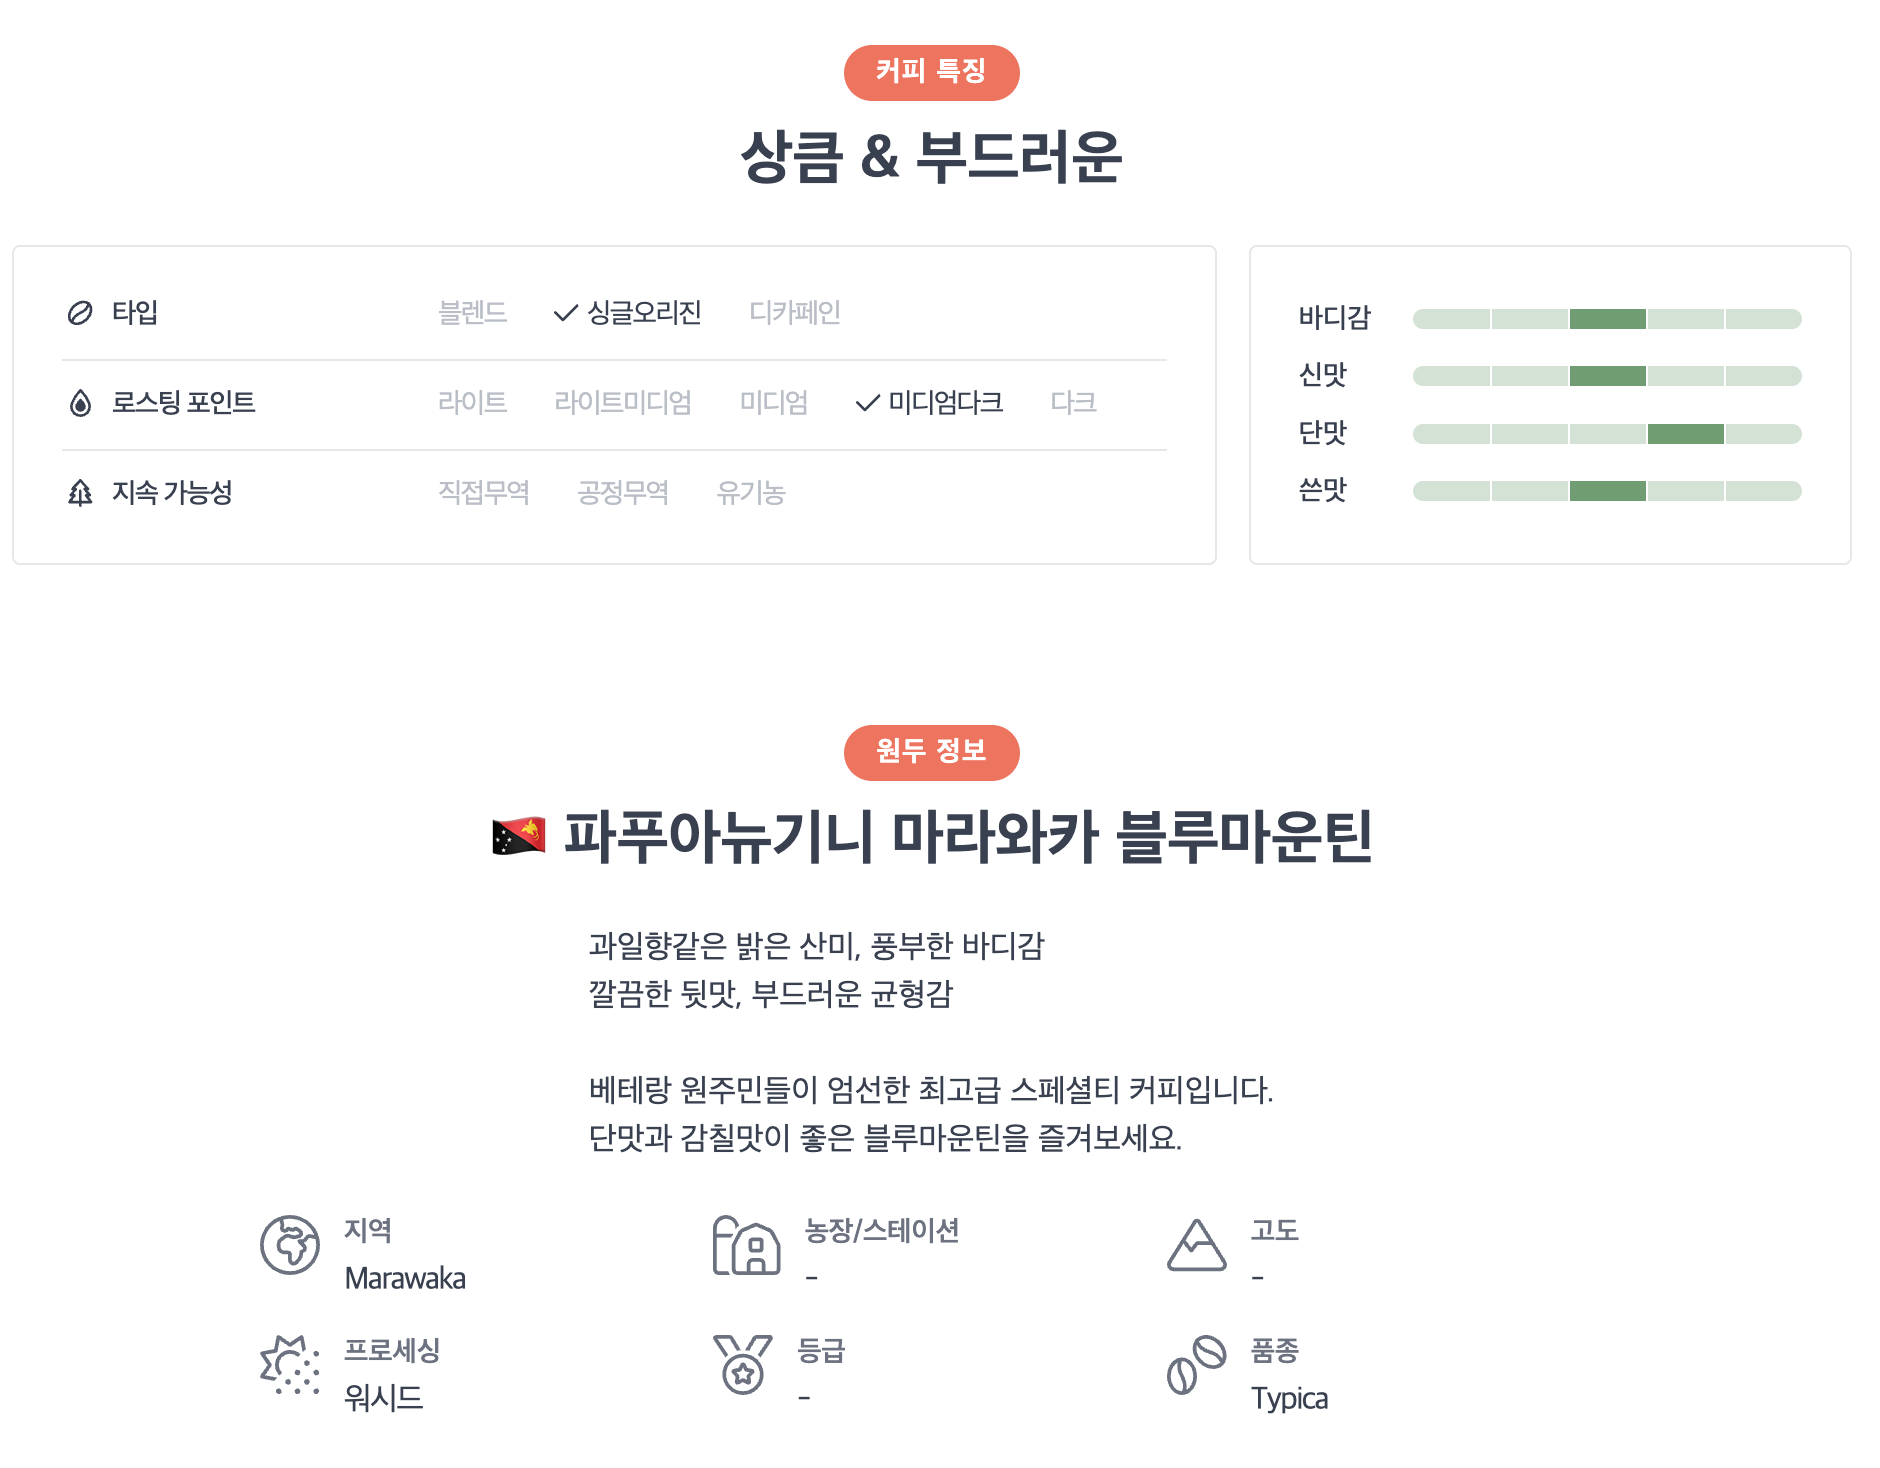 커피 특징
상큼 & 부드러운
타입 블렌드 싱글오리진 디카페인
로스팅 포인트 라이트 라이트미디엄 미디엄 미디엄다크 다크
지속 가능성 직접무역 공정무역 유기농
바디감
신맛
단맛
쓴맛
원두 정보
파푸아뉴기니 마라와카 블루마운틴
과일향같은 밝은 산미, 풍부한 바디감
깔끔한 뒷맛, 부드러운 균형감
베테랑 원주민들이 엄선한 최고급 스페셜티 커피입니다.
단맛과 감칠맛이 좋은 블루마운틴을 즐겨보세요.
지역
Marawaka
농장/스테이션
-
고도
-
프로세싱
워시드
등급
-
품종
Typica